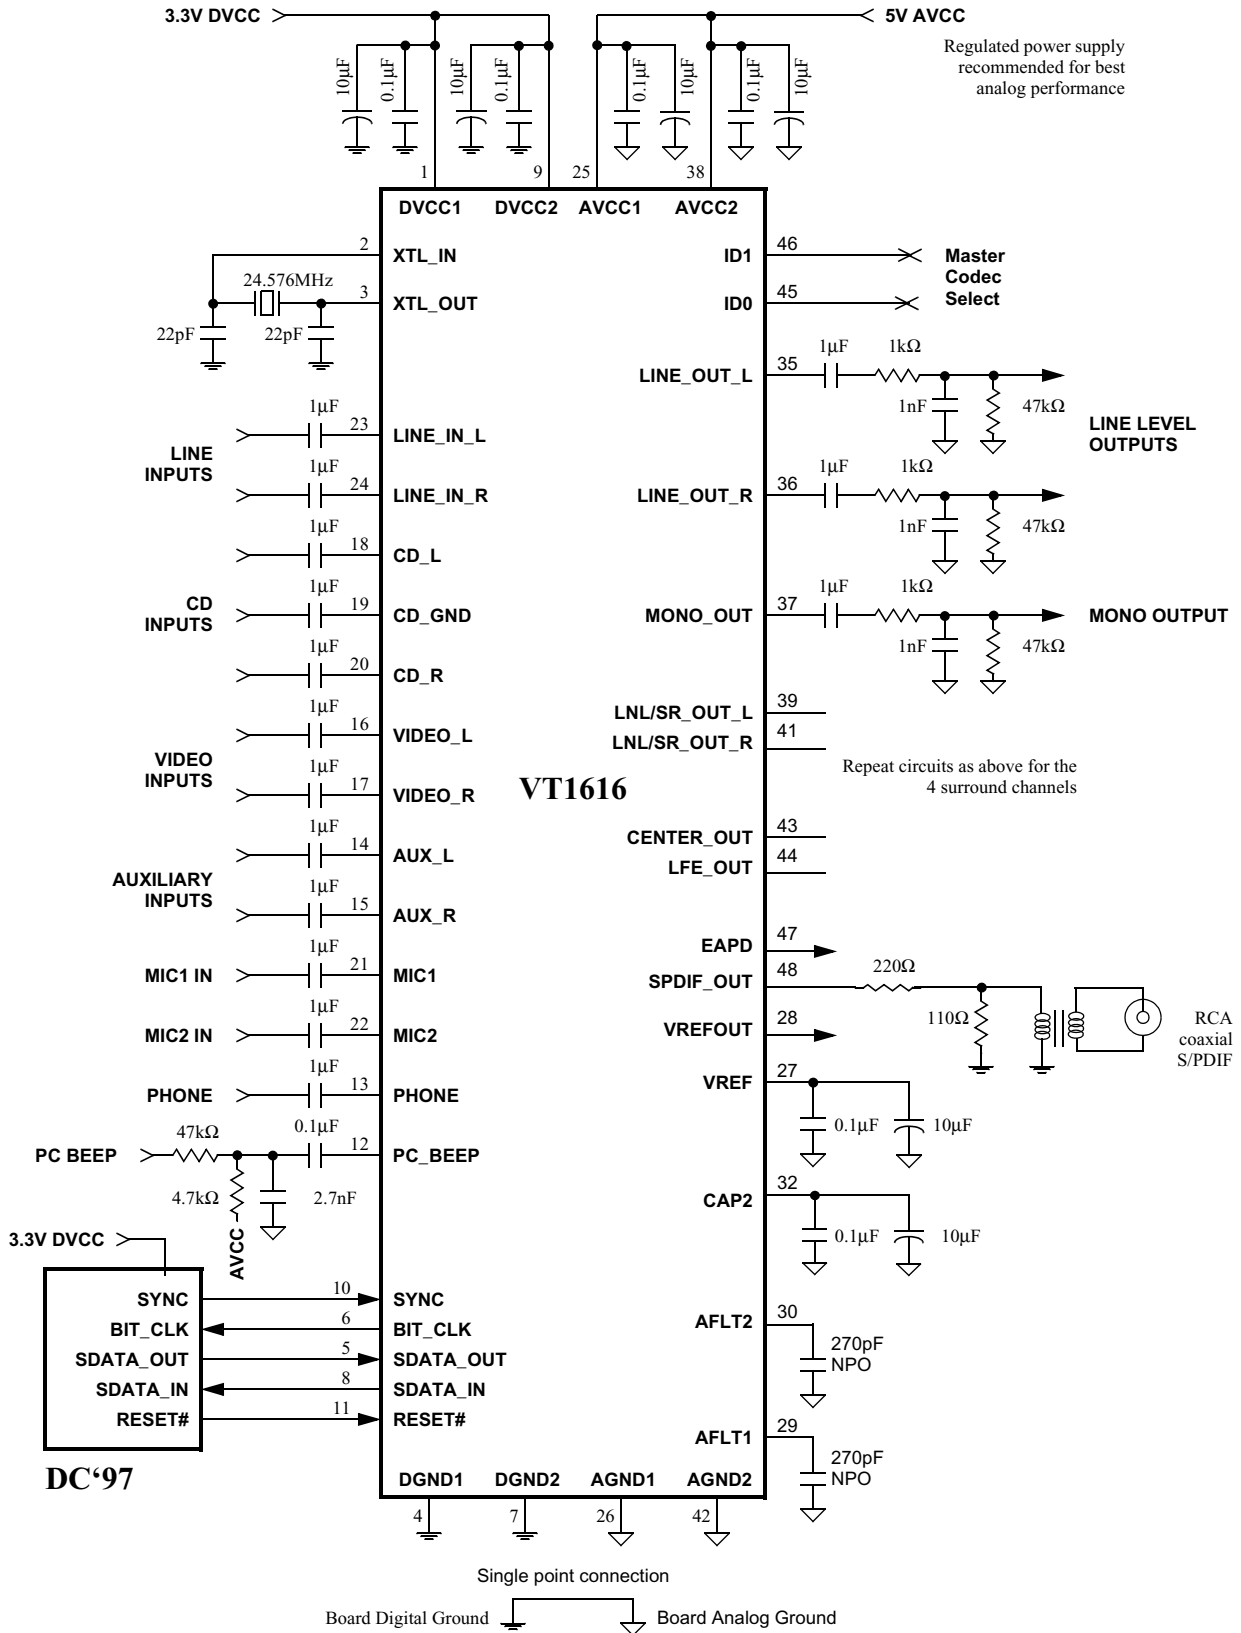 3.3V DVCC
5V AVCC
Regulated power supply
recommended for best
analog performance
10µF
0.1µF
10µF
0.1µF
0.1µF
10µF
0.1µF
10µF
1
9
25
38
DVCC1
DVCC2
AVCC1
AVCC2
2
XTL_IN
24.576MHz
3
XTL_OUT
22pF
22pF
ID1
46
ID0
45
Master
Codec
Select
LINE_OUT_L
35
1µF
1kΩ
1nF
47kΩ
LINE LEVEL
OUTPUTS
LINE
INPUTS
1µF
23
LINE_IN_L
1µF
24
LINE_IN_R
LINE_OUT_R
36
1µF
1kΩ
1nF
47kΩ
CD
INPUTS
1µF
18
CD_L
1µF
19
CD_GND
1µF
20
CD_R
MONO_OUT
37
1µF
1kΩ
1nF
47kΩ
MONO OUTPUT
LNL/SR_OUT_L
39
LNL/SR_OUT_R
41
Repeat circuits as above for the
4 surround channels
VIDEO
INPUTS
1µF
16
VIDEO_L
1µF
17
VIDEO_R
VT1616
CENTER_OUT
43
LFE_OUT
44
AUXILIARY
INPUTS
1µF
14
AUX_L
1µF
15
AUX_R
EAPD
47
SPDIF_OUT
48
220Ω
110Ω
RCA
coaxial
S/PDIF
VREFOUT
28
MIC1 IN
1µF
21
MIC1
MIC2 IN
1µF
22
MIC2
PHONE
1µF
13
PHONE
VREF
27
0.1µF
10µF
PC BEEP
47kΩ
0.1µF
12
PC_BEEP
4.7kΩ
2.7nF
AVCC
CAP2
32
0.1µF
10µF
3.3V DVCC
SYNC
10
SYNC
BIT_CLK
6
BIT_CLK
SDATA_OUT
5
SDATA_OUT
SDATA_IN
8
SDATA_IN
RESET#
11
RESET#
DC‘97
AFLT2
30
270pF
NPO
AFLT1
29
270pF
NPO
DGND1
DGND2
AGND1
AGND2
4
7
26
42
Single point connection
Board Digital Ground
Board Analog Ground